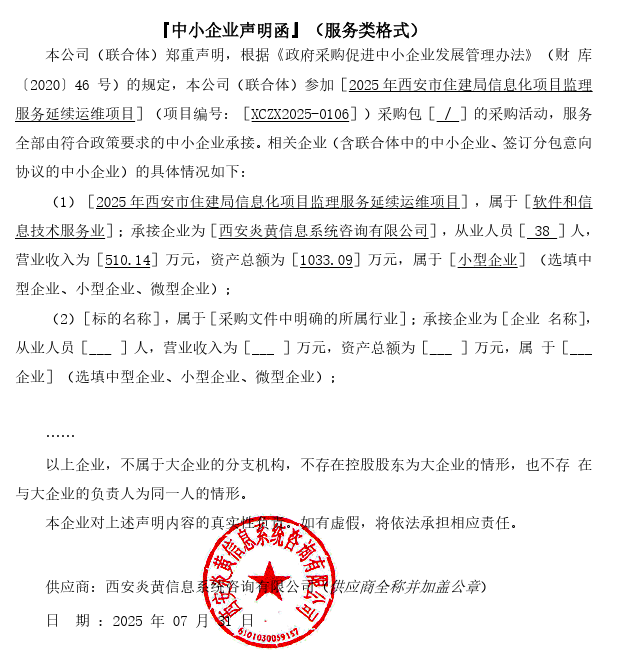 『中小企业声明函』（服务类格式）
本公司（联合体）郑重声明，根据《政府采购促进中小企业发展管理办法》（财 库
〔2020〕46 号）的规定，本公司（联合体）参加［2025 年西安市住建局信息化项目监理
服务延续运维项目］（项目编号：［XCZX2025-0106］）采购包［ / ］的采购活动，服务
全部由符合政策要求的中小企业承接。相关企业（含联合体中的中小企业、签订分包意向
协议的中小企业）的具体情况如下：
（1）［2025 年西安市住建局信息化项目监理服务延续运维项目］，属于［软件和信
息技术服务业］；承接企业为［西安炎黄信息系统咨询有限公司］，从业人员［ 38 ］人，
营业收入为［510.14］万元，资产总额为［1033.09］万元，属于［小型企业］（选填中
型企业、小型企业、微型企业）；
（2）［标的名称］，属于［采购文件中明确的所属行业］；承接企业为［企业 名称］，
从业人员［___ ］人，营业收入为［___ ］万元，资产总额为［___ ］万元，属 于［___
企业］（选填中型企业、小型企业、微型企业）；
……
以上企业，不属于大企业的分支机构，不存在控股股东为大企业的情形，也不存 在
与大企业的负责人为同一人的情形。
本企业对上述声明内容的真实性负责。如有虚假，将依法承担相应责任。
供应商：西安炎黄信息系统咨询有限公司（供应商全称并加盖公章）
日 期：2025 年 07 月 31 日
西安炎黄信息系统咨询有限公司
6101030059157